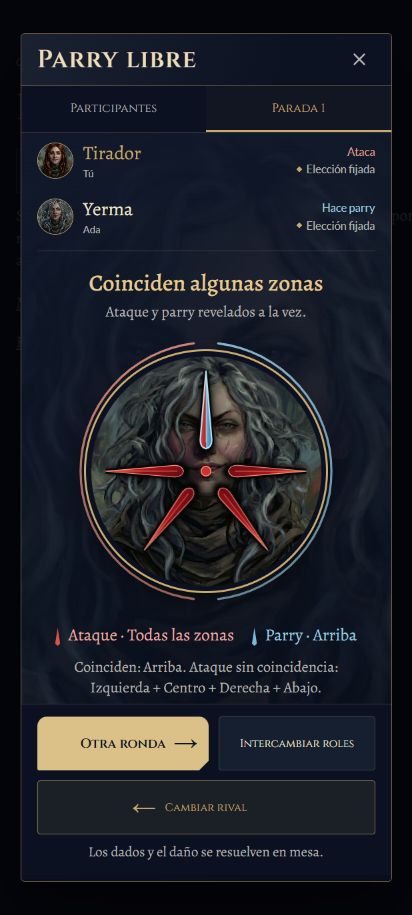 Parry libre
Participantes
Parada 1
Tirador
Tú
Ataca
Elección fijada
Yerma
Ada
Hace parry
Elección fijada
Coinciden algunas zonas
Ataque y parry revelados a la vez.
Ataque · Todas las zonas
Parry · Arriba
Coinciden: Arriba. Ataque sin coincidencia:
Izquierda + Centro + Derecha + Abajo.
Otra ronda →
Intercambiar roles
← Cambiar rival
Los dados y el daño se resuelven en mesa.